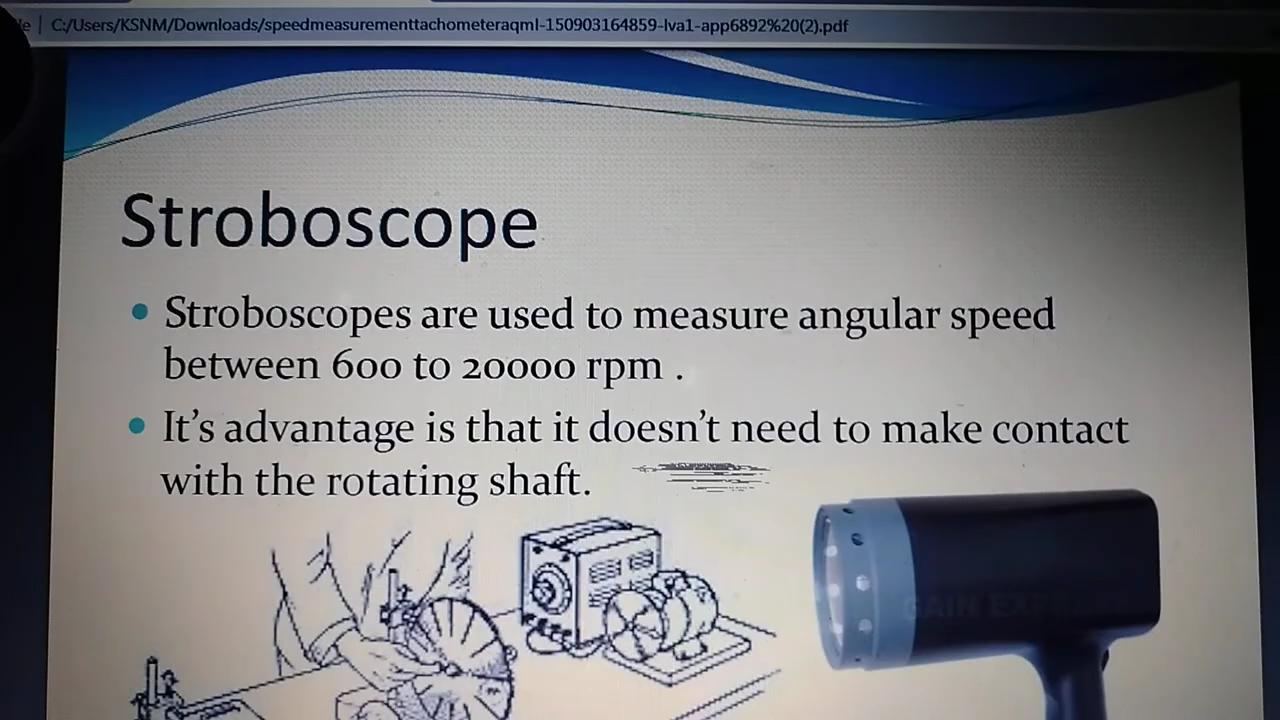 C:/Users/KSNM/Downloads/speedmeasurementtachometeraqml-150903164859-lva1-app6892%20(2).pdf
Stroboscope
• Stroboscopes are used to measure angular speed
between 600 to 20000 rpm .
• It's advantage is that it doesn't need to make contact
with the rotating shaft.
GAIN